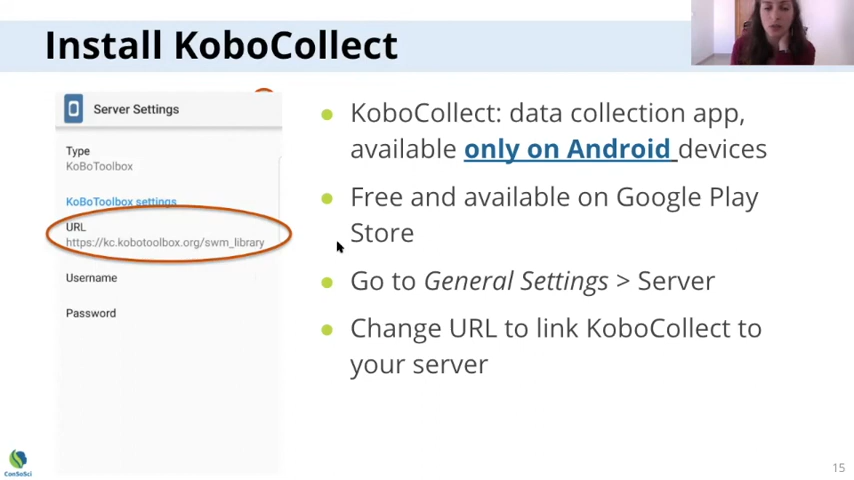 Install KoboCollect
Server Settings
Type
KoBoToolbox
KoBoToolbox settings
URL
https://kc.kobotoolbox.org/swm_library
Username
Password
KoboCollect: data collection app,
available only on Android devices
Free and available on Google Play
Store
Go to General Settings > Server
Change URL to link KoboCollect to
your server
ConSoSci
15